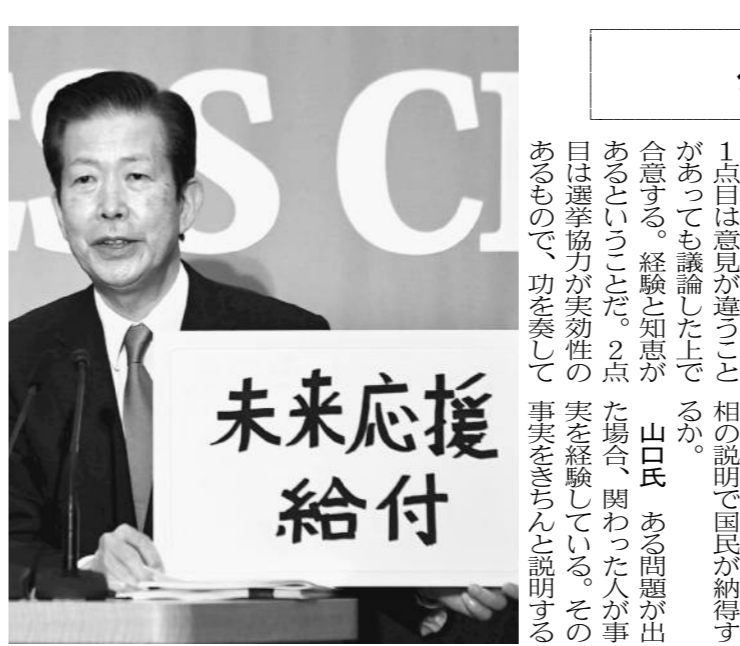 1点目は意見が違うこと
があっても議論した上で
合意する。経験と知恵が
あるということだ。2点
目は選挙協力が実効性の
あるもので、功を奏して
相の説明で国民が納得す
るか。
山口氏　ある問題が出
た場合、関わった人が事
実を経験している。その
事実をきちんと説明する
ESS CL
未来応援
給付